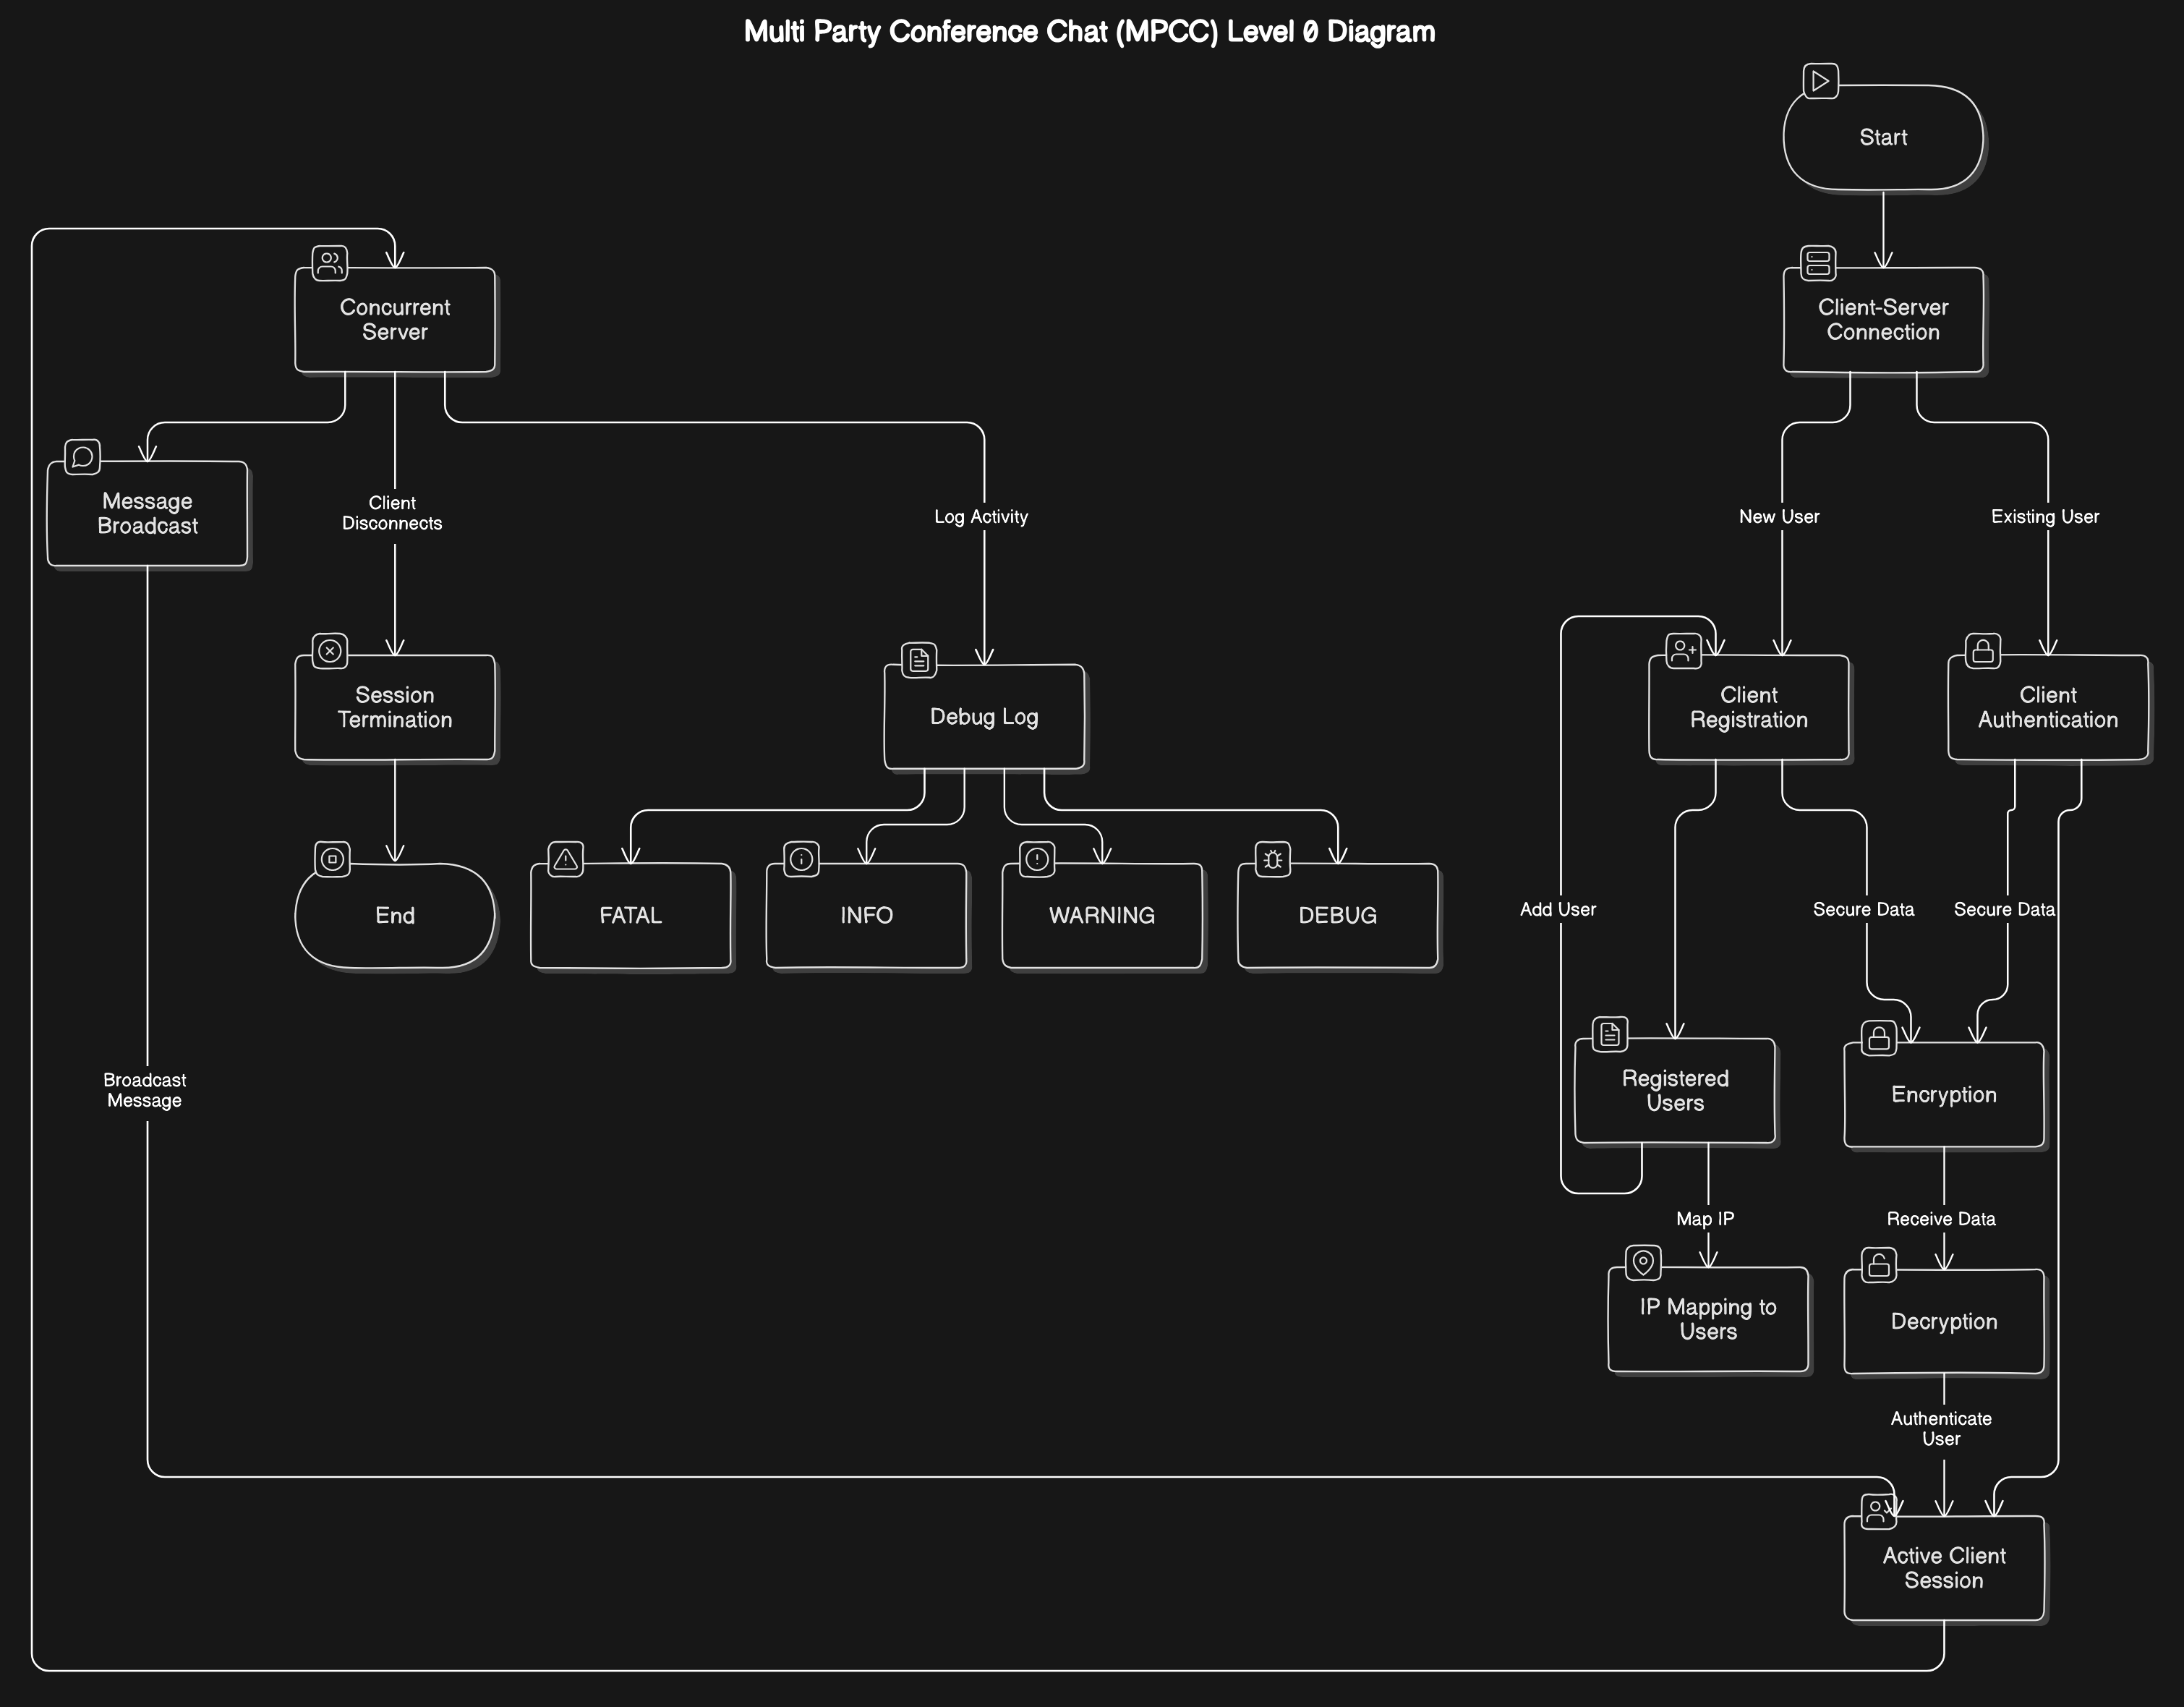 Multi Party Conference Chat (MPCC) Level 0 Diagram
Start
Concurrent
Server
Client-Server
Connection
Message
Broadcast
Client
Disconnects
Log Activity
New User
Existing User
Session
Termination
Debug Log
Client
Registration
Client
Authentication
End
FATAL
INFO
WARNING
DEBUG
Add User
Secure Data
Secure Data
Broadcast
Message
Registered
Users
Encryption
Map IP
Receive Data
IP Mapping to
Users
Decryption
Authenticate
User
Active Client
Session